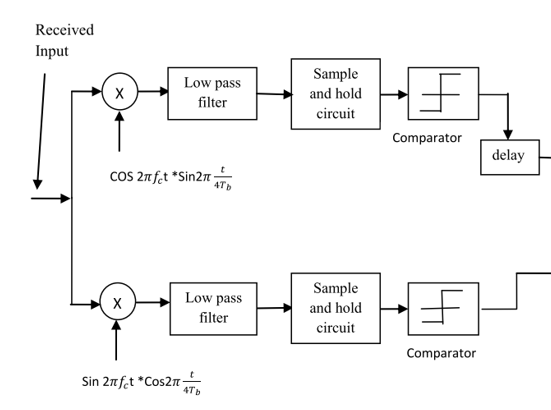 Received
Input
X
Low pass
filter
Sample
and hold
circuit
Comparator
delay
COS 2πf_ct *Sin2π t/4T_b
X
Low pass
filter
Sample
and hold
circuit
Comparator
Sin 2πf_ct *Cos2π t/4T_b